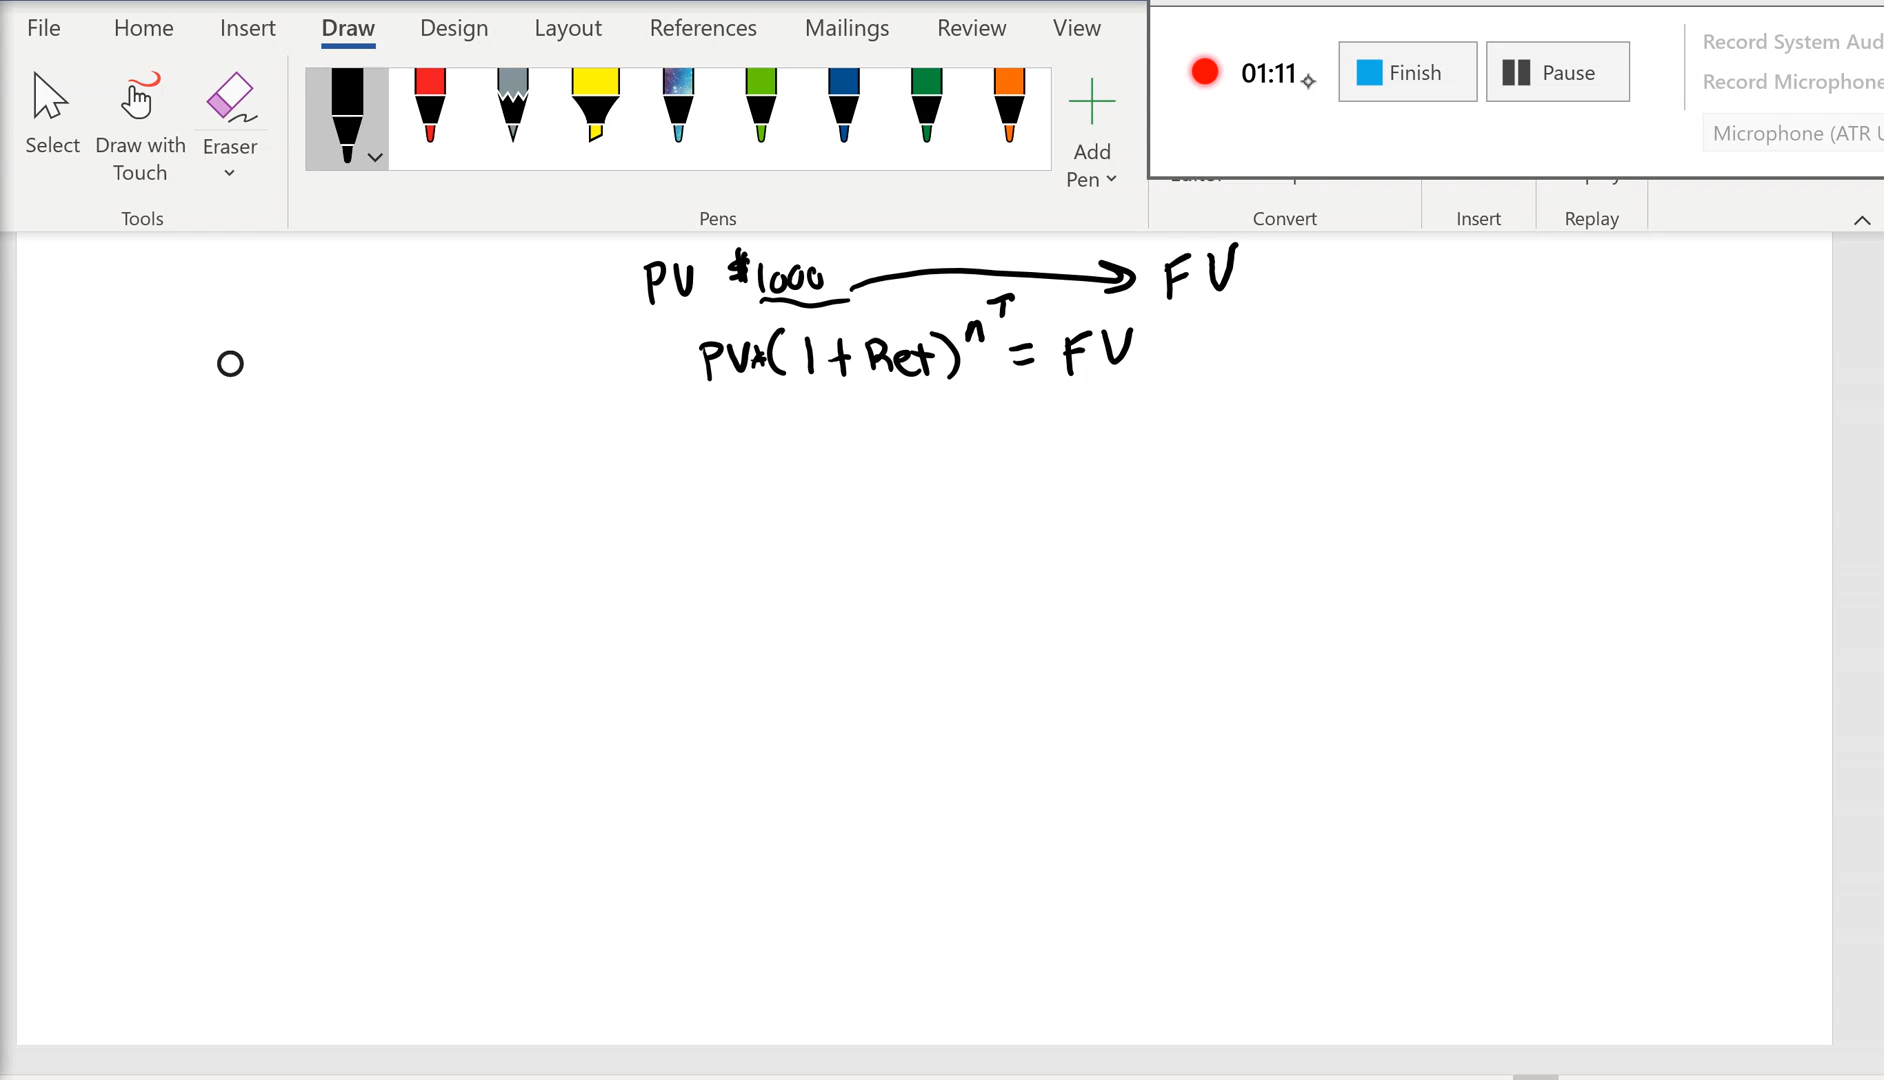 File Home Insert Draw Design Layout References Mailings Review View
01:11 Finish Pause
Record System Aud
Record Microphone
Microphone (ATR U
Select Draw with Touch Eraser
Add Pen
Tools Pens Convert Insert Replay
PV $1000 → FV
T
PV*(1+Ret)^n = FV